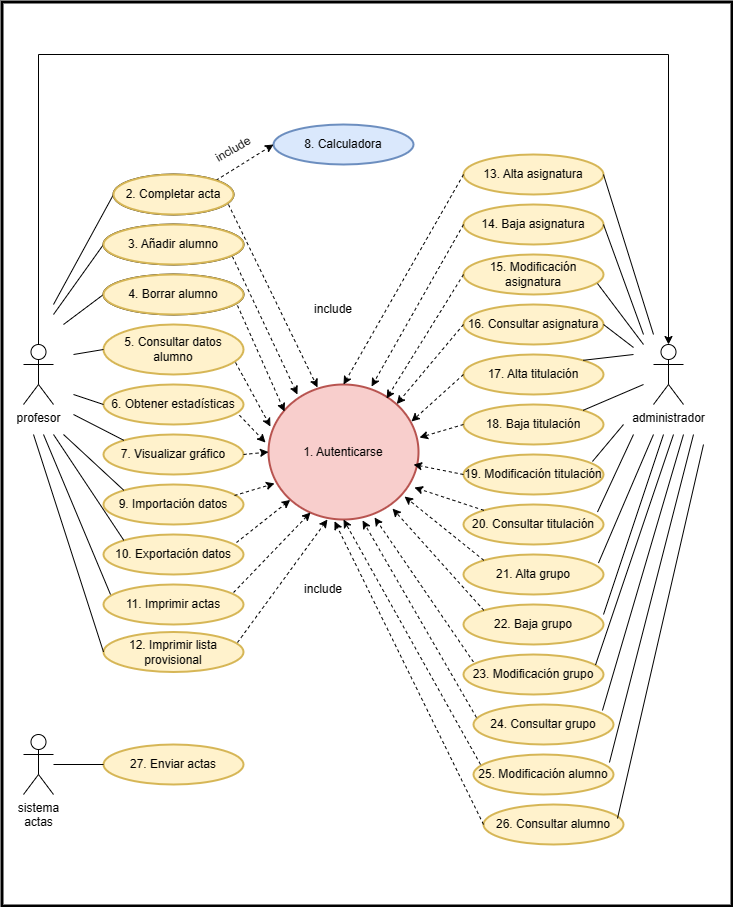 include
8. Calculadora
2. Completar acta
3. Añadir alumno
4. Borrar alumno
5. Consultar datos
alumno
6. Obtener estadísticas
7. Visualizar gráfico
9. Importación datos
10. Exportación datos
11. Imprimir actas
12. Imprimir lista
provisional
profesor
include
1. Autenticarse
include
13. Alta asignatura
14. Baja asignatura
15. Modificación
asignatura
16. Consultar asignatura
17. Alta titulación
18. Baja titulación
19. Modificación titulación
20. Consultar titulación
21. Alta grupo
22. Baja grupo
23. Modificación grupo
24. Consultar grupo
25. Modificación alumno
26. Consultar alumno
administrador
27. Enviar actas
sistema
actas